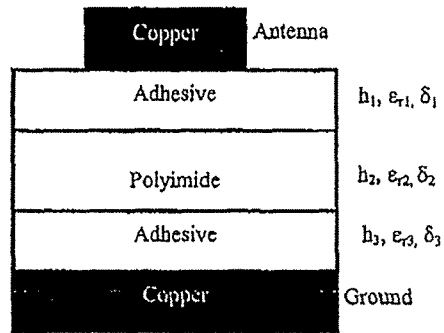 Copper Antenna
Adhesive h₁, εᵣ₁, δ₁
Polyimide h₂, εᵣ₂, δ₂
Adhesive h₃, εᵣ₃, δ₃
Copper Ground